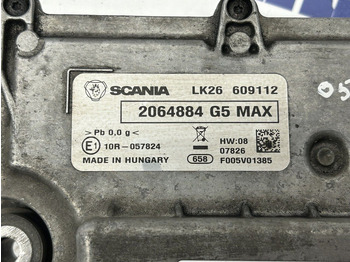 SCANIA LK26 609112
2064884 G5 MAX
>Pb 0,0 g<
E1 10R-057824
HW:08
07826
MADE IN HUNGARY 658 F005V01385
05